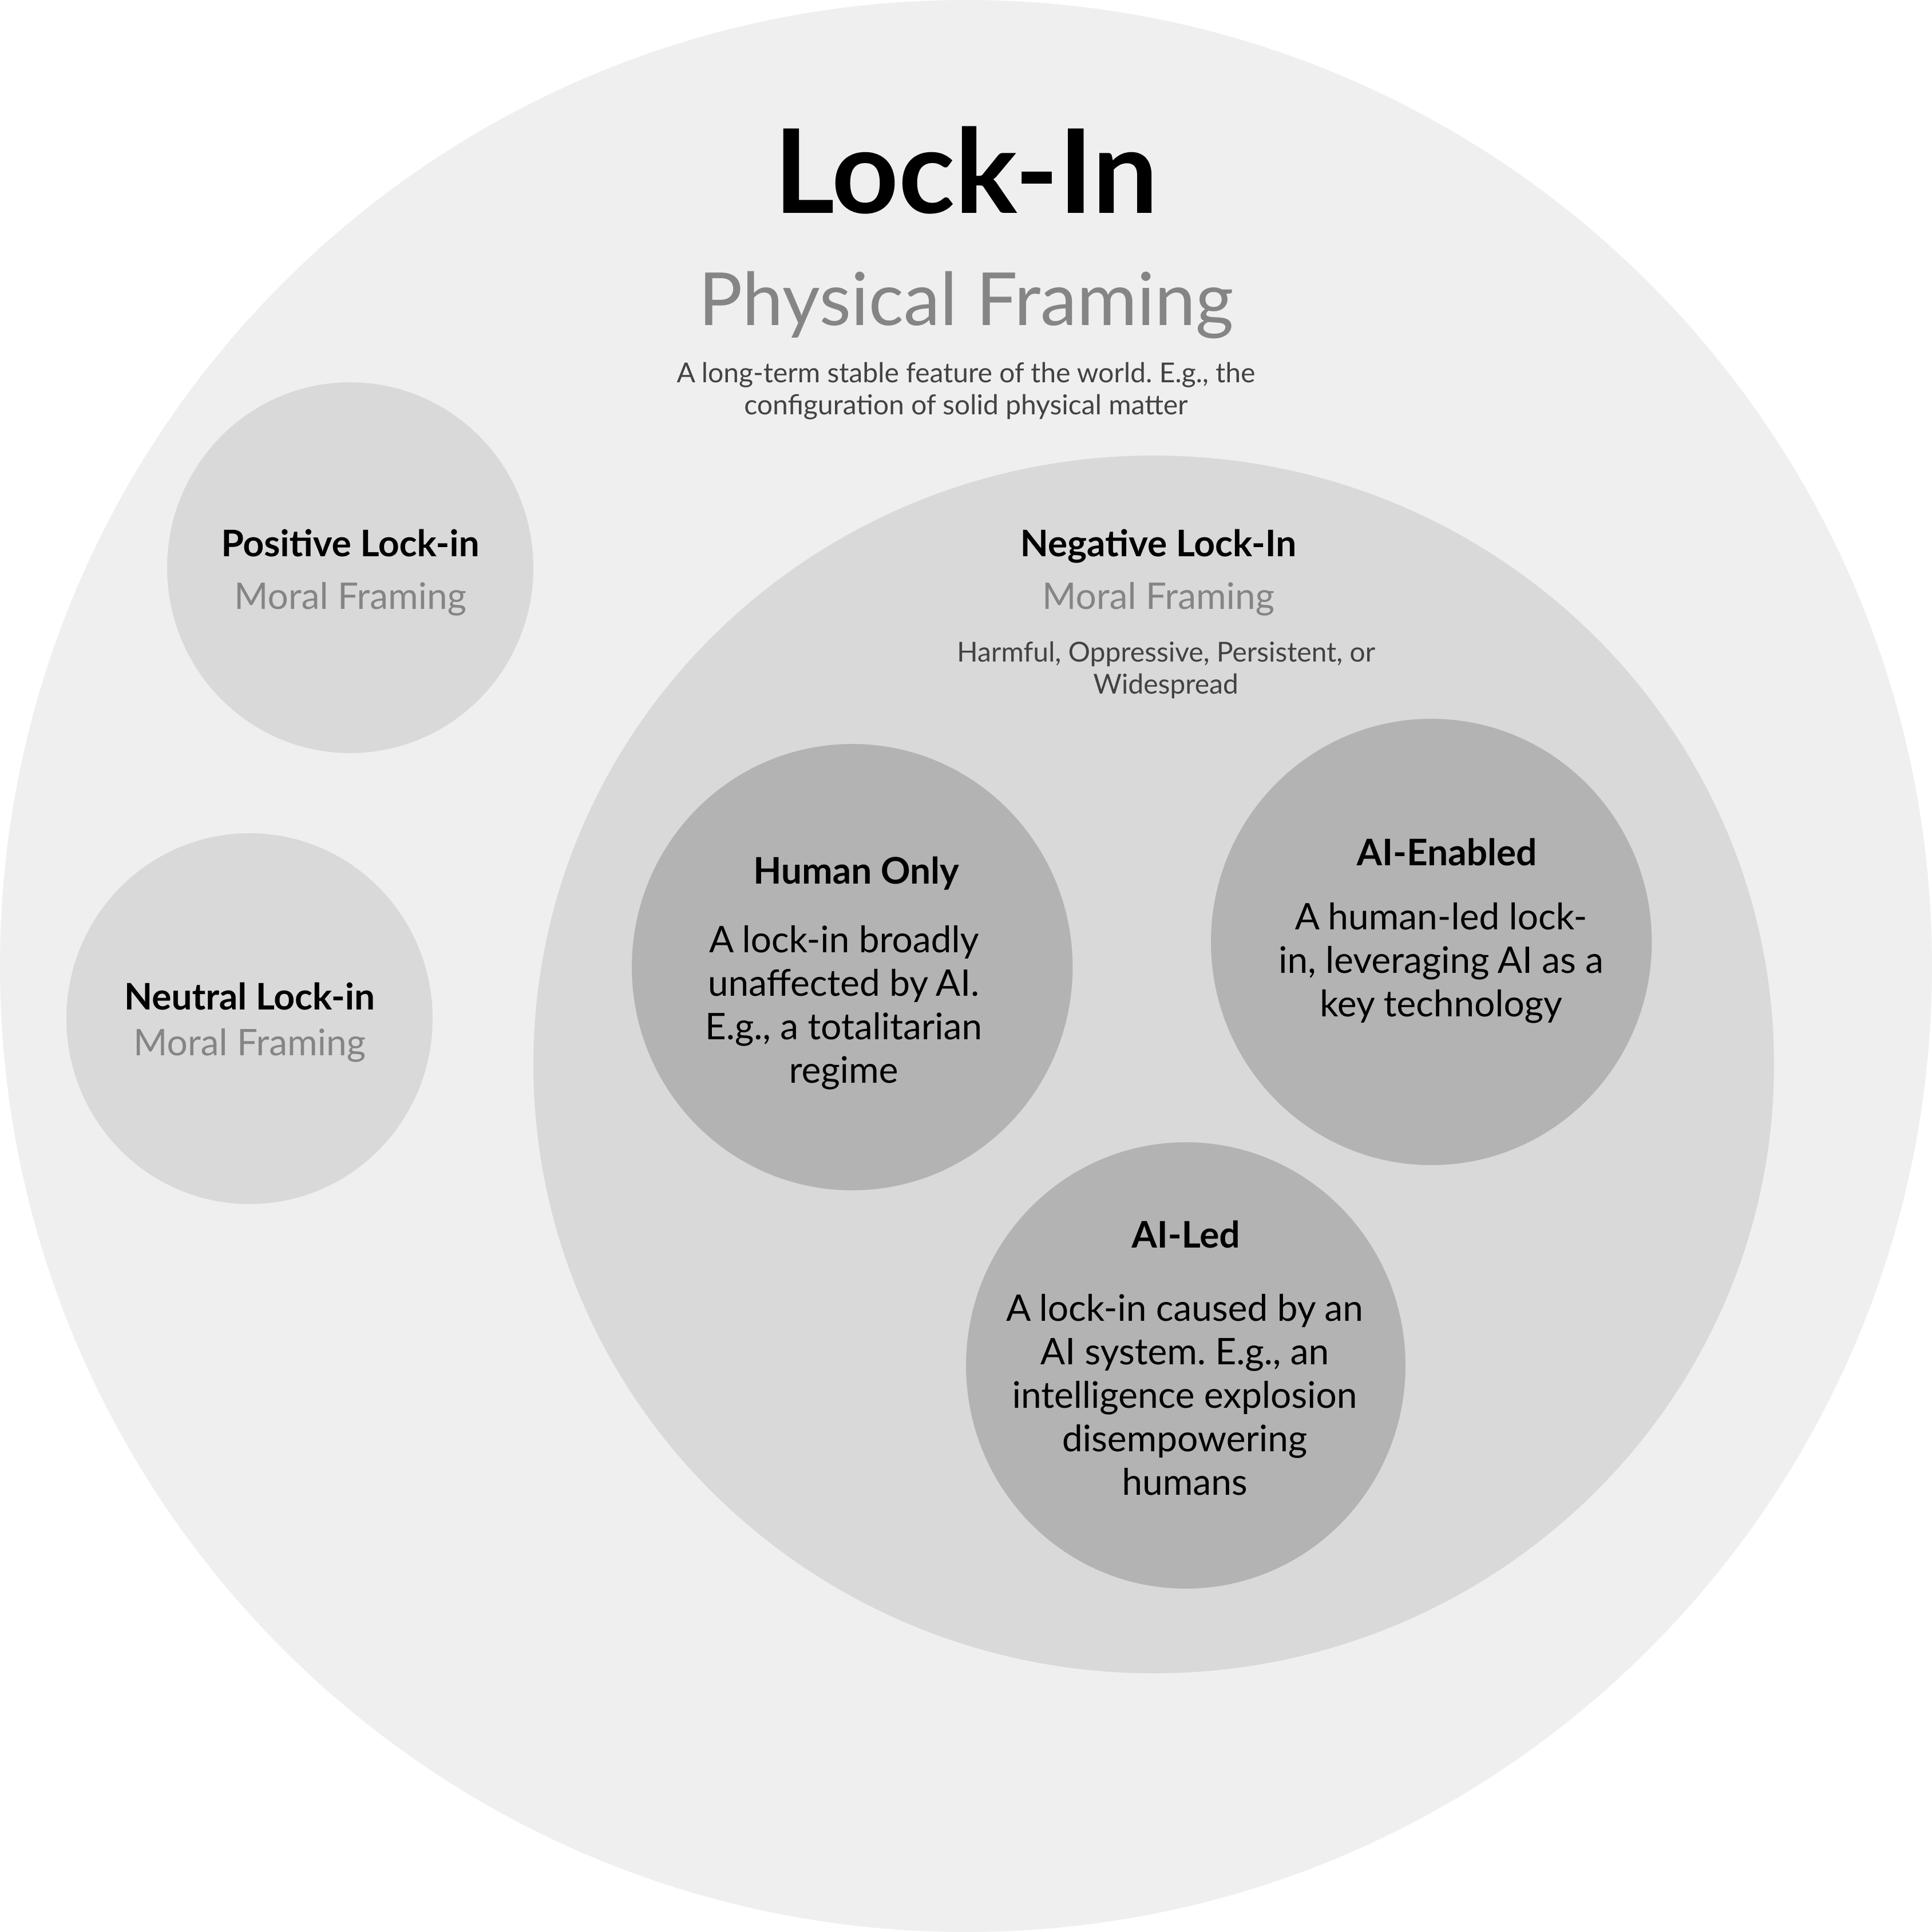 Lock-In
Physical Framing
A long-term stable feature of the world. E.g., the
configuration of solid physical matter
Positive Lock-in
Moral Framing
Neutral Lock-in
Moral Framing
Negative Lock-In
Moral Framing
Harmful, Oppressive, Persistent, or
Widespread
Human Only
A lock-in broadly
unaffected by AI.
E.g., a totalitarian
regime
AI-Enabled
A human-led lock-
in, leveraging AI as a
key technology
AI-Led
A lock-in caused by an
AI system. E.g., an
intelligence explosion
disempowering
humans